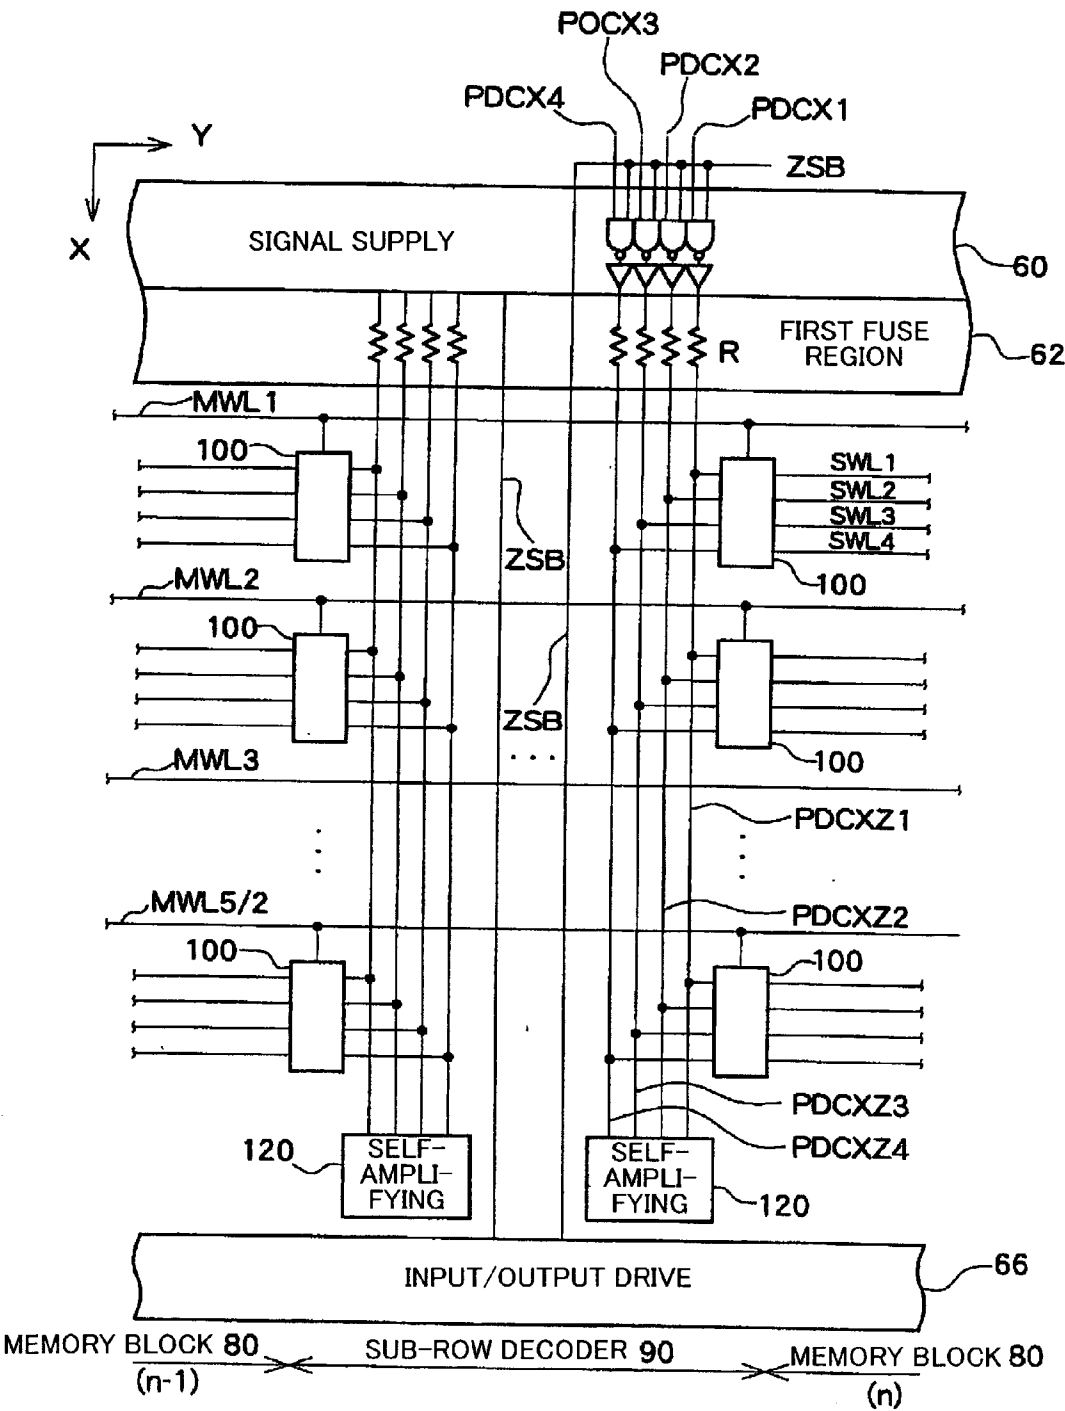 POCX3
PDCX2
PDCX4
PDCX1
Y
ZSB
X
SIGNAL SUPPLY
60
FIRST FUSE
REGION
R
62
MWL1
100
SWL1
SWL2
SWL3
SWL4
ZSB
100
MWL2
100
ZSB
100
MWL3
PDCXZ1
MWL5/2
PDCXZ2
100
100
PDCXZ3
PDCXZ4
120
SELF-
AMPLI-
FYING
SELF-
AMPLI-
FYING
120
INPUT/OUTPUT DRIVE
66
MEMORY BLOCK 80
(n-1)
SUB-ROW DECODER 90
MEMORY BLOCK 80
(n)